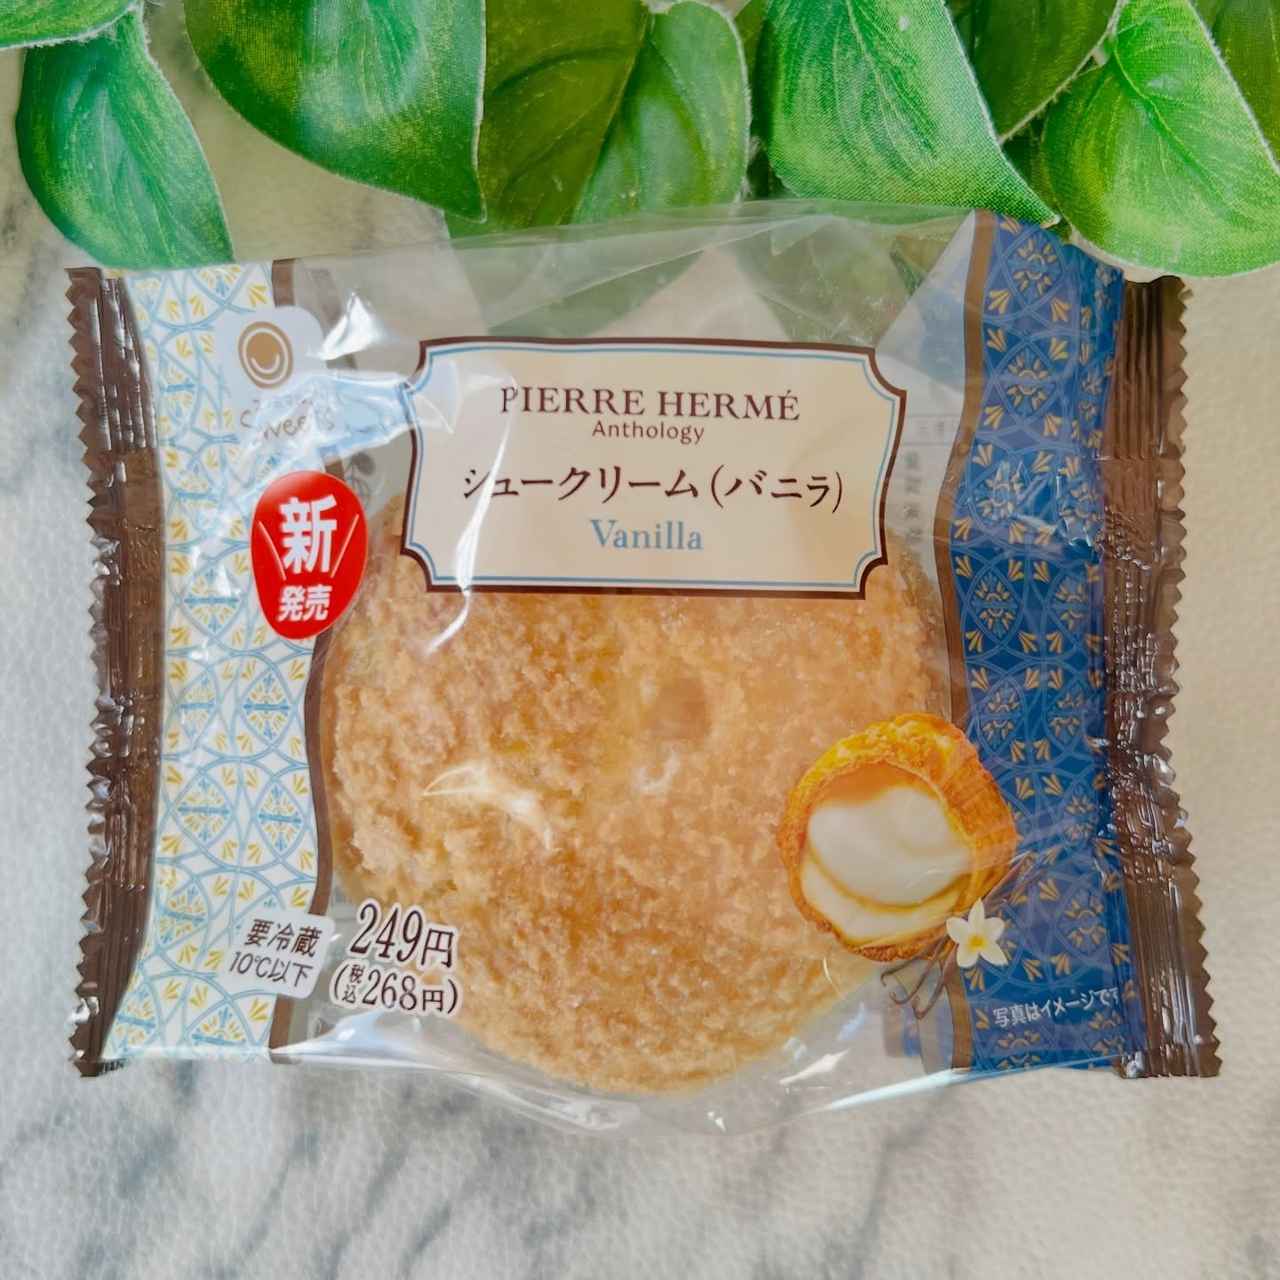 PIERRE HERMÉ
Anthology
シュークリーム(バニラ)
Vanilla
Sweets
新
発売
要冷蔵
10℃以下
249円
(税込268円)
写真はイメージです